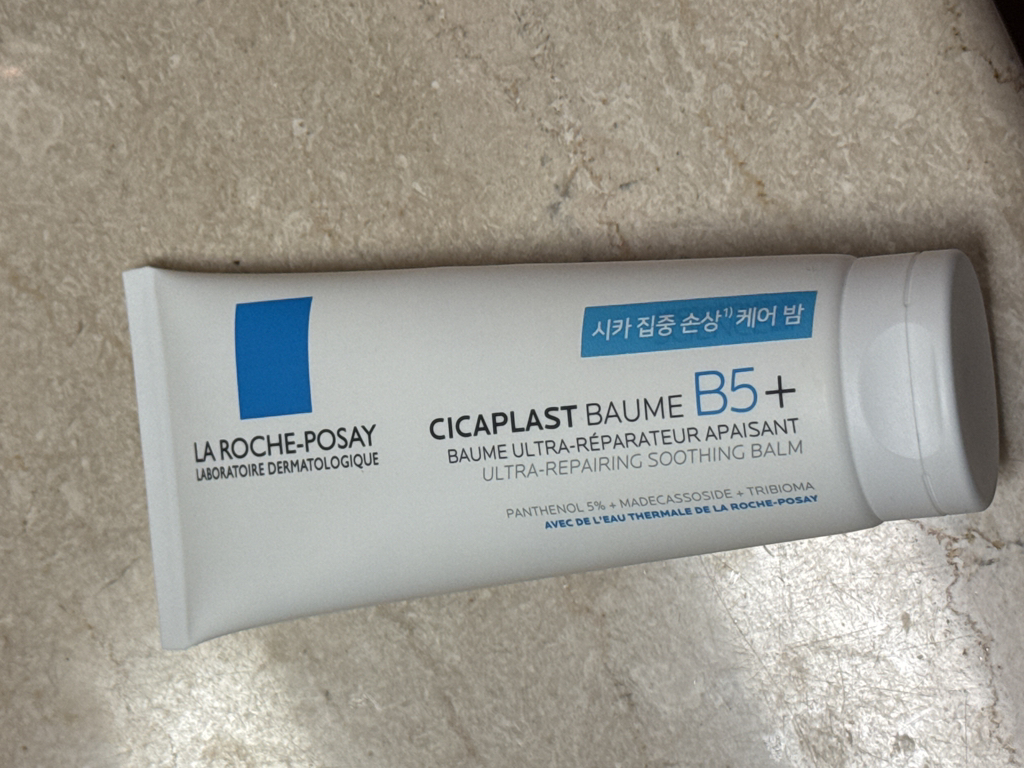 LA ROCHE-POSAY
LABORATOIRE DERMATOLOGIQUE
시카 집중 손상¹⁾ 케어 밤
CICAPLAST BAUME B5+
BAUME ULTRA-RÉPARATEUR APAISANT
ULTRA-REPAIRING SOOTHING BALM
PANTHENOL 5% + MADECASSOSIDE + TRIBIOMA
AVEC DE L'EAU THERMALE DE LA ROCHE-POSAY